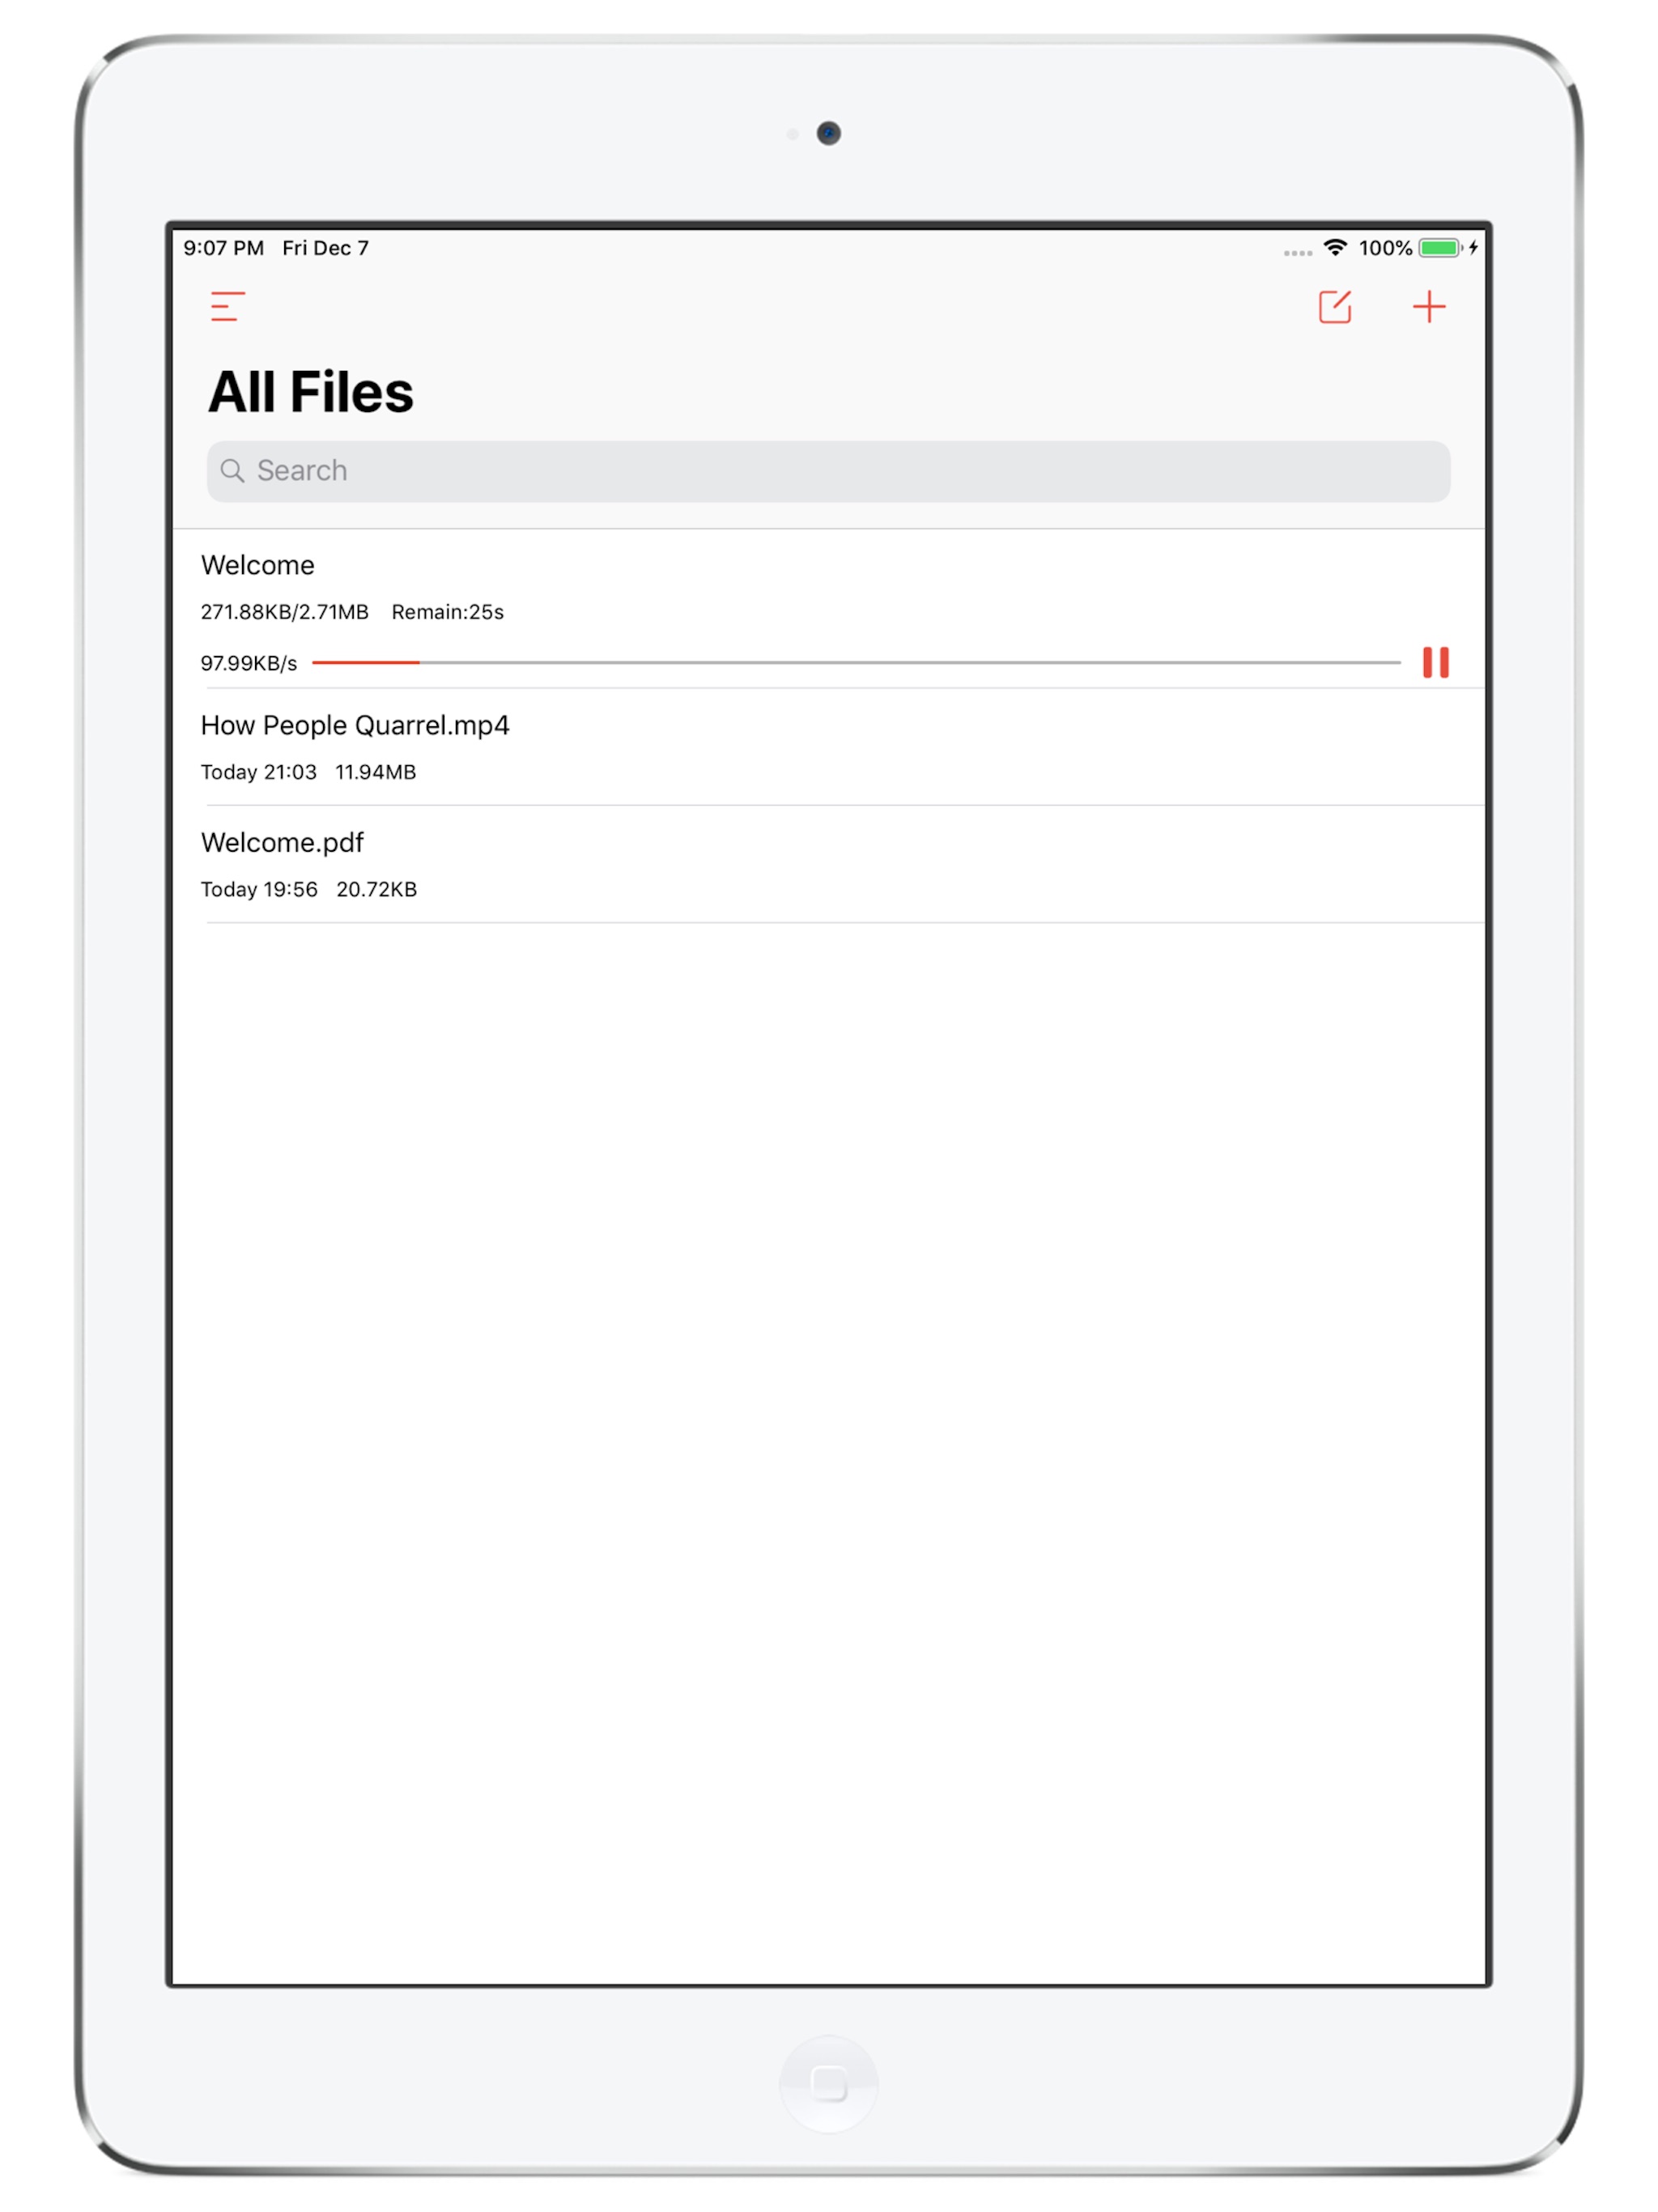 9:07 PM Fri Dec 7 100%
All Files
Search
Welcome
271.88KB/2.71MB Remain:25s
97.99KB/s
How People Quarrel.mp4
Today 21:03 11.94MB
Welcome.pdf
Today 19:56 20.72KB